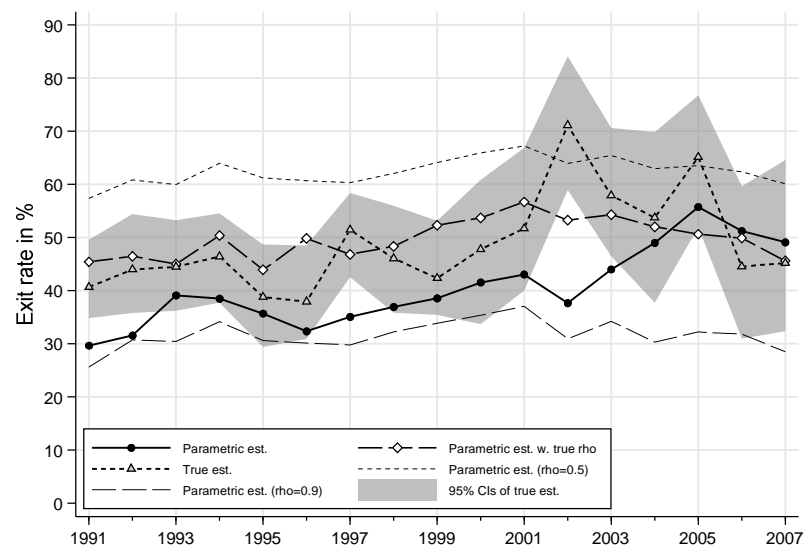 Exit rate in %
90
80
70
60
50
40
30
20
10
0
Parametric est.
Parametric est. w. true rho
True est.
Parametric est. (rho=0.5)
Parametric est. (rho=0.9)
95% CIs of true est.
1991 1993 1995 1997 1999 2001 2003 2005 2007